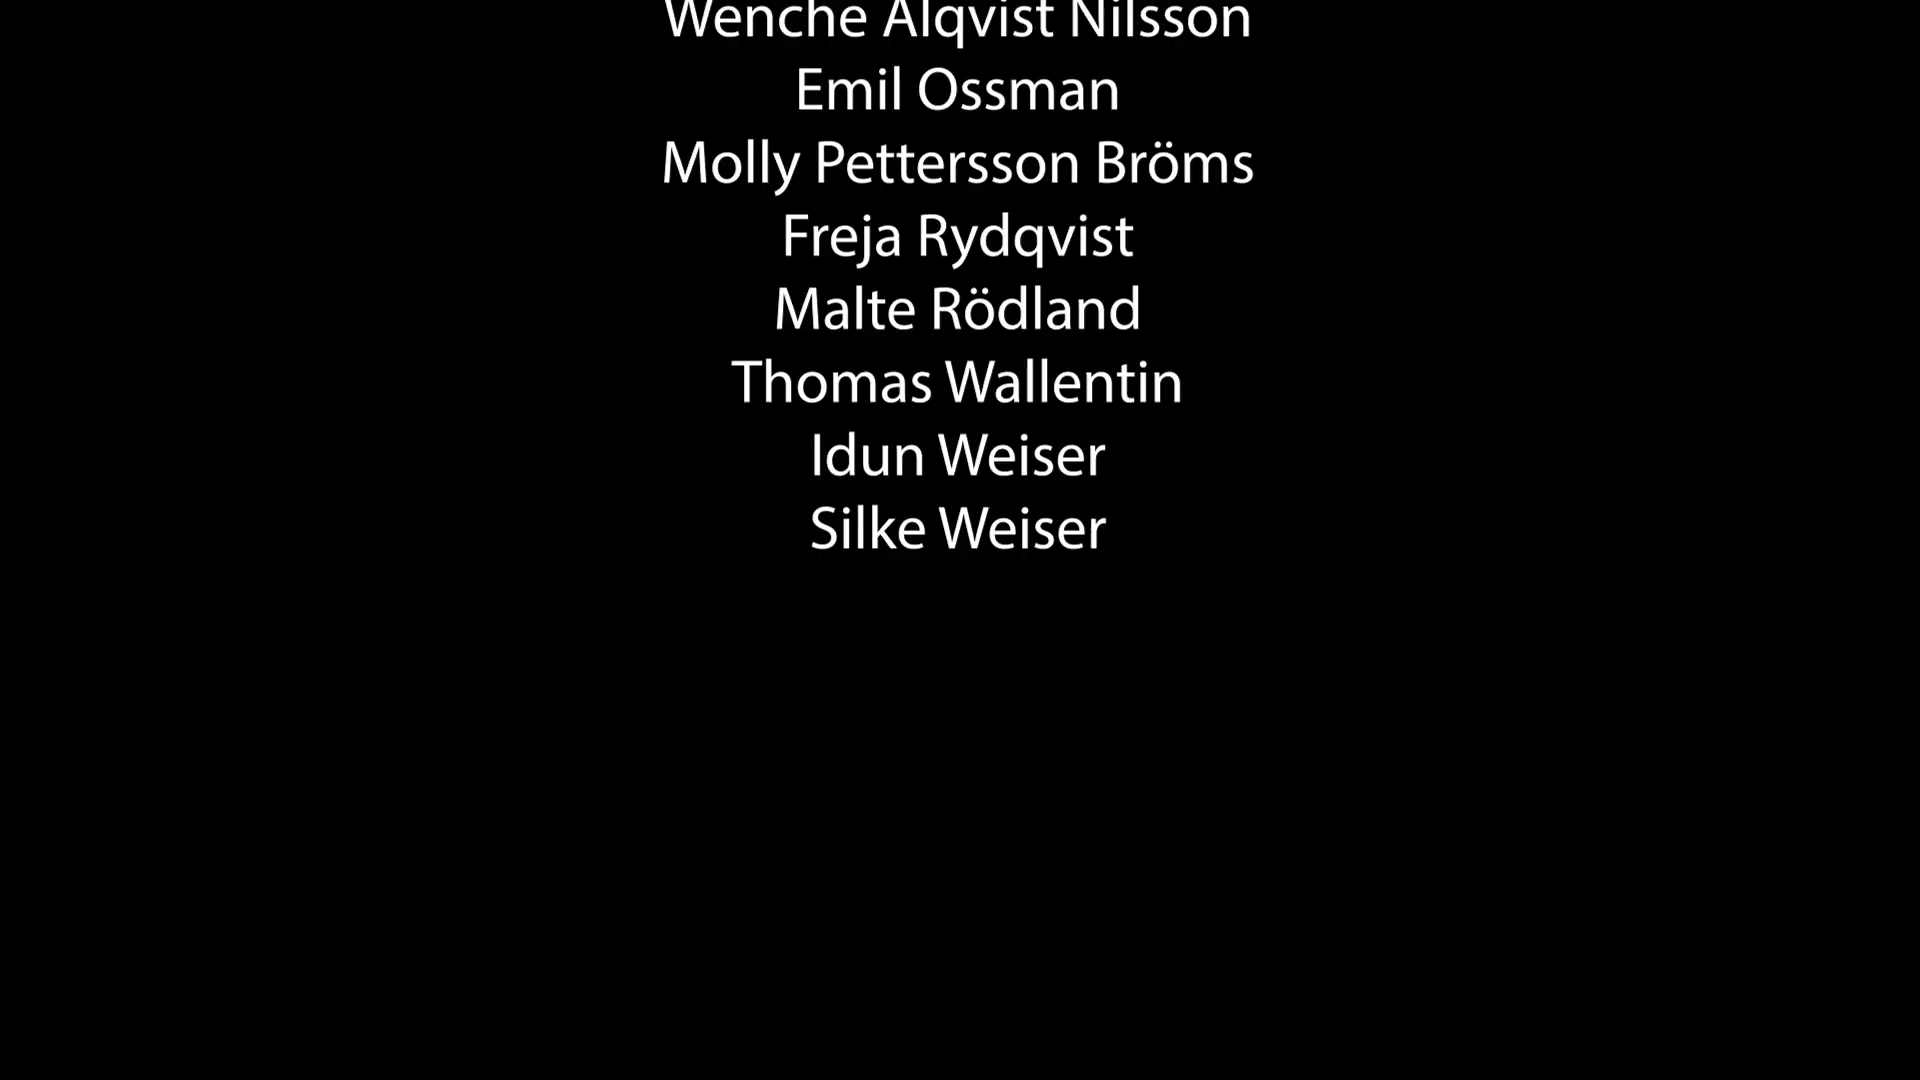 Wenche Alqvist Nilsson
Emil Ossman
Molly Pettersson Bröms
Freja Rydqvist
Malte Rödland
Thomas Wallentin
Idun Weiser
Silke Weiser